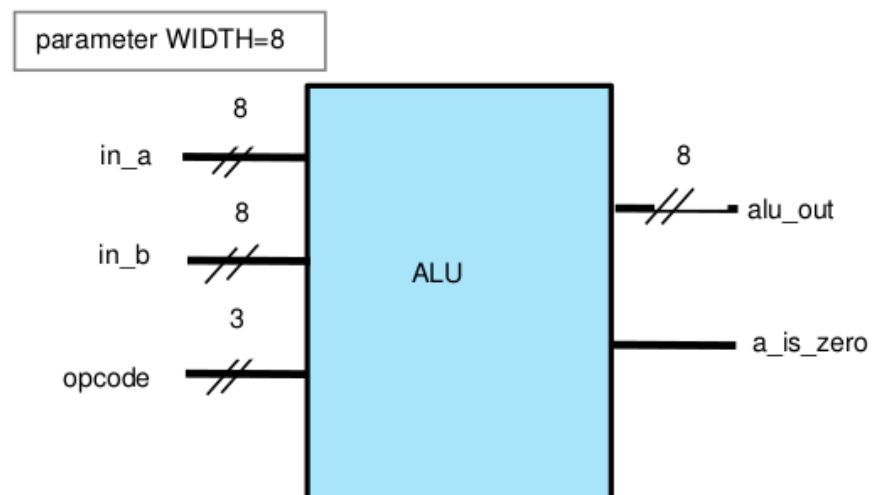 parameter WIDTH=8
8
in_a
8
in_b
3
opcode
ALU
8
alu_out
a_is_zero